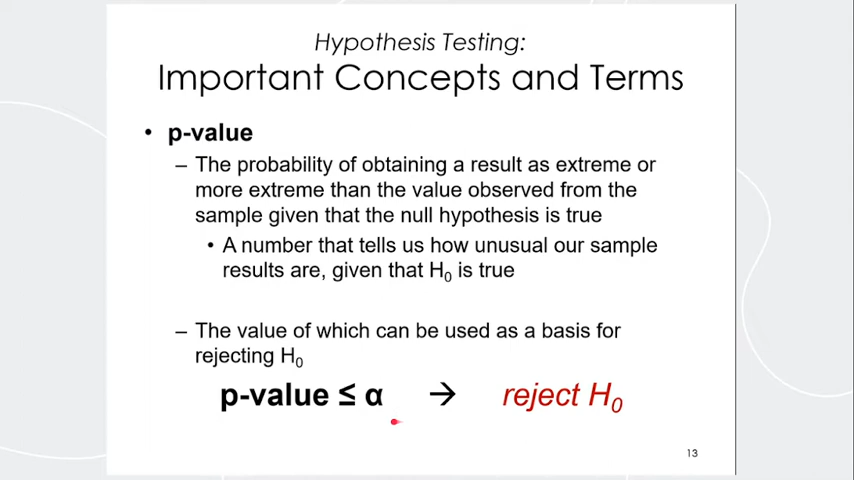 Hypothesis Testing:
Important Concepts and Terms
• p-value
– The probability of obtaining a result as extreme or
more extreme than the value observed from the
sample given that the null hypothesis is true
• A number that tells us how unusual our sample
results are, given that H₀ is true
– The value of which can be used as a basis for
rejecting H₀
p-value ≤ α → reject H₀
13